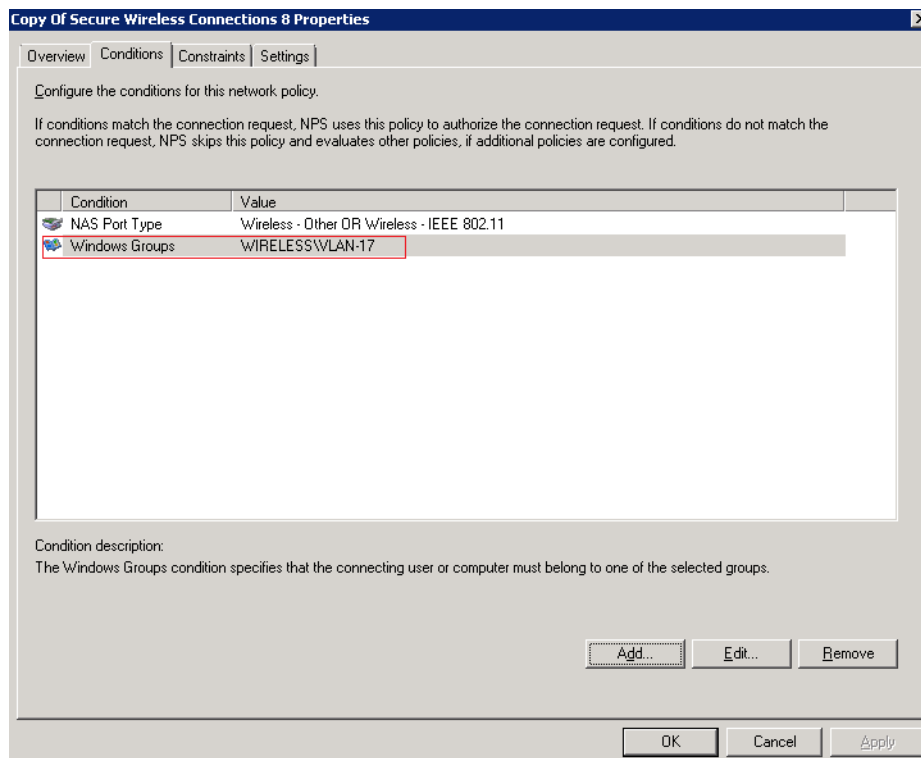 Copy Of Secure Wireless Connections 8 Properties
Overview Conditions Constraints Settings
Configure the conditions for this network policy.
If conditions match the connection request, NPS uses this policy to authorize the connection request. If conditions do not match the
connection request, NPS skips this policy and evaluates other policies, if additional policies are configured.
Condition Value
NAS Port Type Wireless - Other OR Wireless - IEEE 802.11
Windows Groups WIRELESS\VLAN-17
Condition description:
The Windows Groups condition specifies that the connecting user or computer must belong to one of the selected groups.
Add... Edit... Remove
OK Cancel Apply